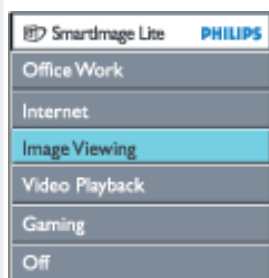 SmartImage Lite PHILIPS
Office Work
Internet
Image Viewing
Video Playback
Gaming
Off